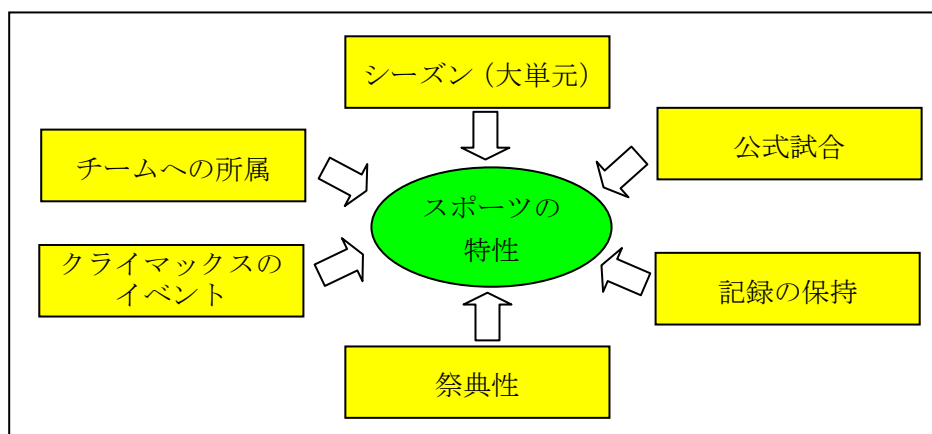 シーズン（大単元）
チームへの所属
公式試合
スポーツの
特性
クライマックスの
イベント
記録の保持
祭典性